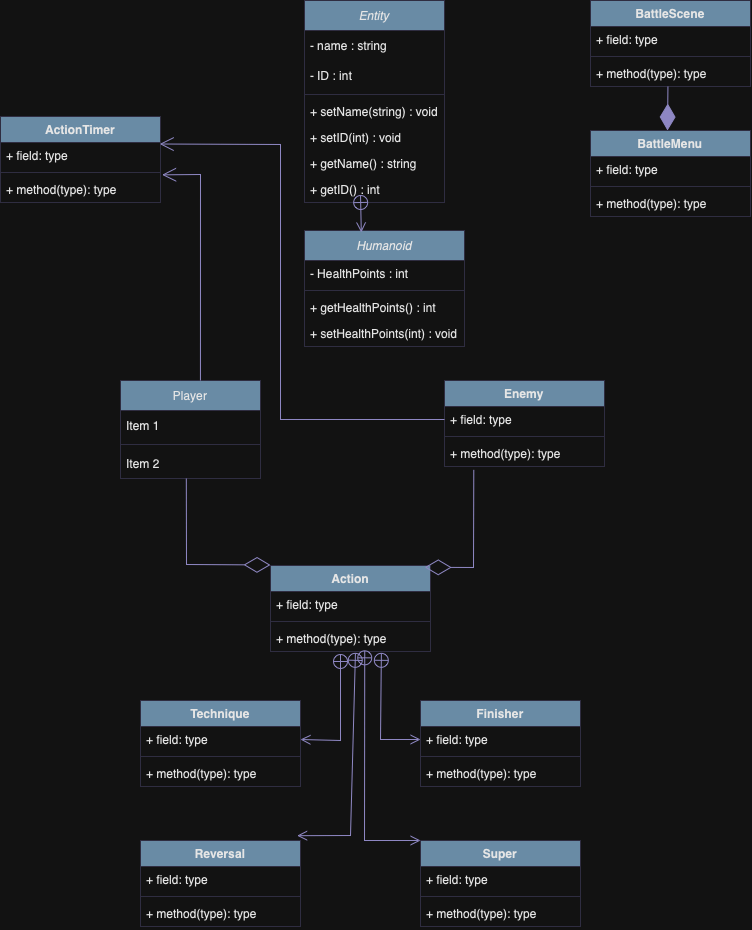 Entity
- name : string
- ID : int
+ setName(string) : void
+ setID(int) : void
+ getName() : string
+ getID() : int
BattleScene
+ field: type
+ method(type): type
BattleMenu
+ field: type
+ method(type): type
ActionTimer
+ field: type
+ method(type): type
Humanoid
- HealthPoints : int
+ getHealthPoints() : int
+ setHealthPoints(int) : void
Player
Item 1
Item 2
Enemy
+ field: type
+ method(type): type
Action
+ field: type
+ method(type): type
Technique
+ field: type
+ method(type): type
Finisher
+ field: type
+ method(type): type
Reversal
+ field: type
+ method(type): type
Super
+ field: type
+ method(type): type